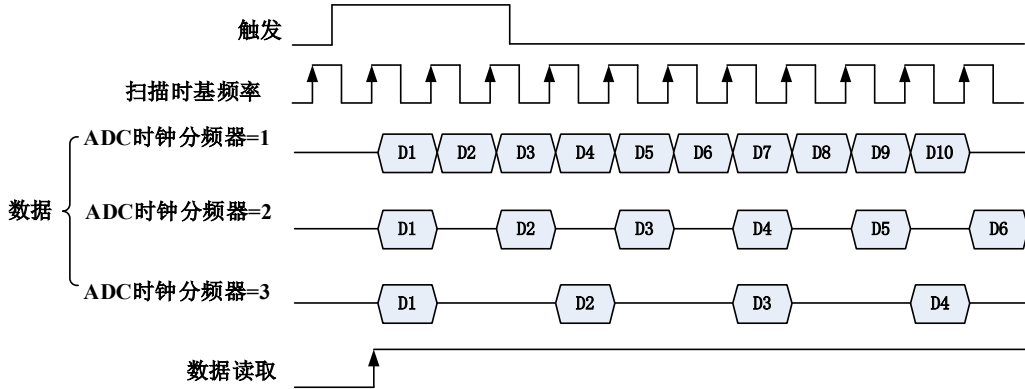 触发
扫描时基频率
ADC时钟分频器=1
D1 D2 D3 D4 D5 D6 D7 D8 D9 D10
数据
ADC时钟分频器=2
D1 D2 D3 D4 D5 D6
ADC时钟分频器=3
D1 D2 D3 D4
数据读取